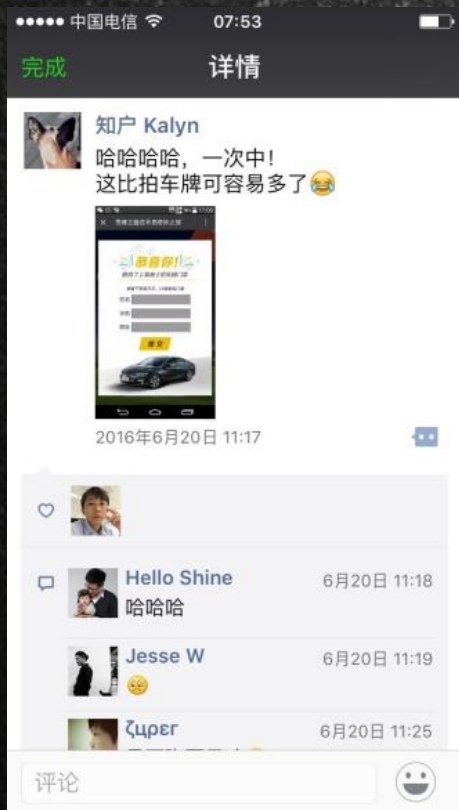 中国电信
07:53
完成
详情
知户 Kalyn
哈哈哈哈，一次中！
这比拍车牌可容易多了😂
恭喜你!
提交
2016年6月20日 11:17
Hello Shine
6月20日 11:18
哈哈哈
Jesse W
6月20日 11:19
🥺
ζцρεг
6月20日 11:25
评论